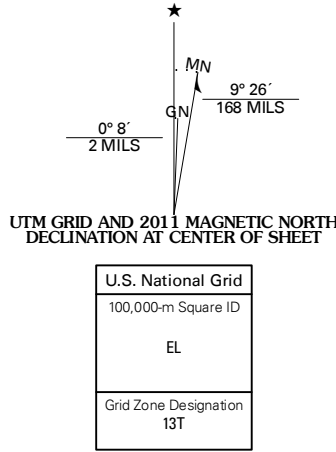 ★
MN
GN
9° 26´
168 MILS
0° 8´
2 MILS
UTM GRID AND 2011 MAGNETIC NORTH
DECLINATION AT CENTER OF SHEET
U.S. National Grid
100,000-m Square ID
EL
Grid Zone Designation
13T